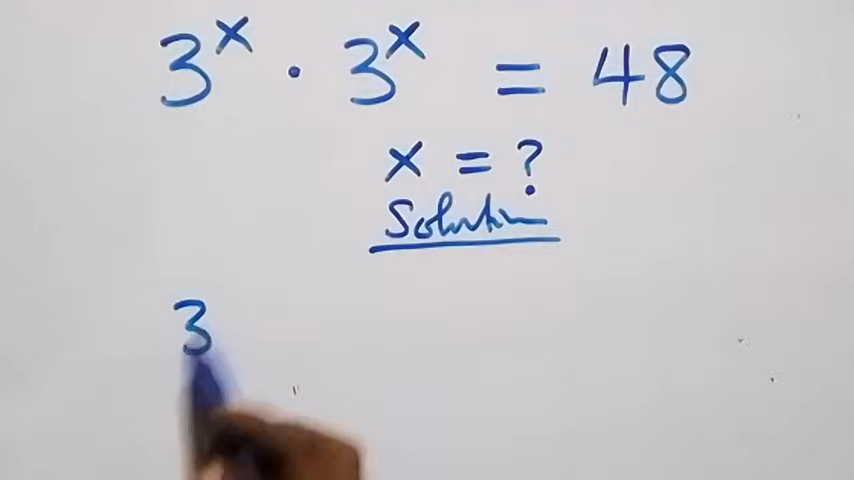 3^x · 3^x = 48
x = ?
Solution
3